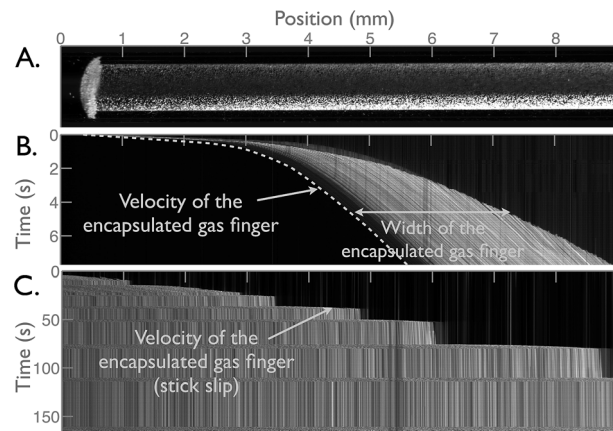 Position (mm)
0 1 2 3 4 5 6 7 8
A.
B.
0
2
4
6
Time (s)
Velocity of the
encapsulated gas finger
Width of the
encapsulated gas finger
C.
0
50
100
150
Time (s)
Velocity of the
encapsulated gas finger
(stick slip)